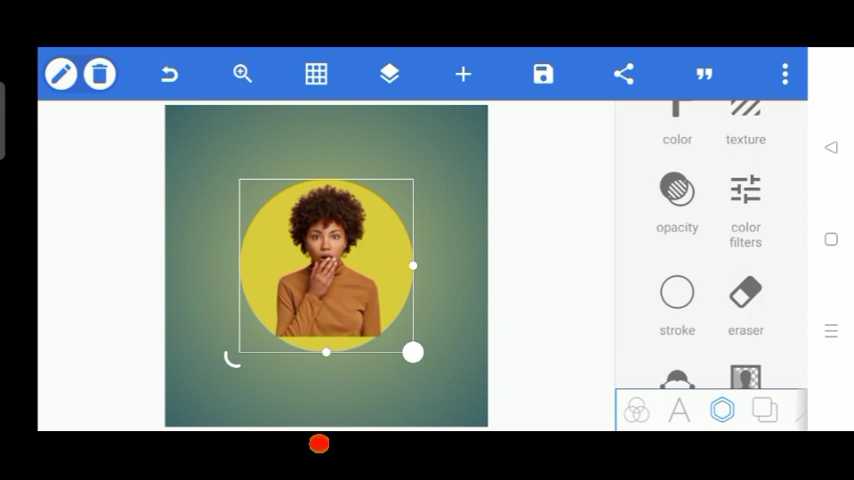 color
texture
opacity
color
filters
stroke
eraser